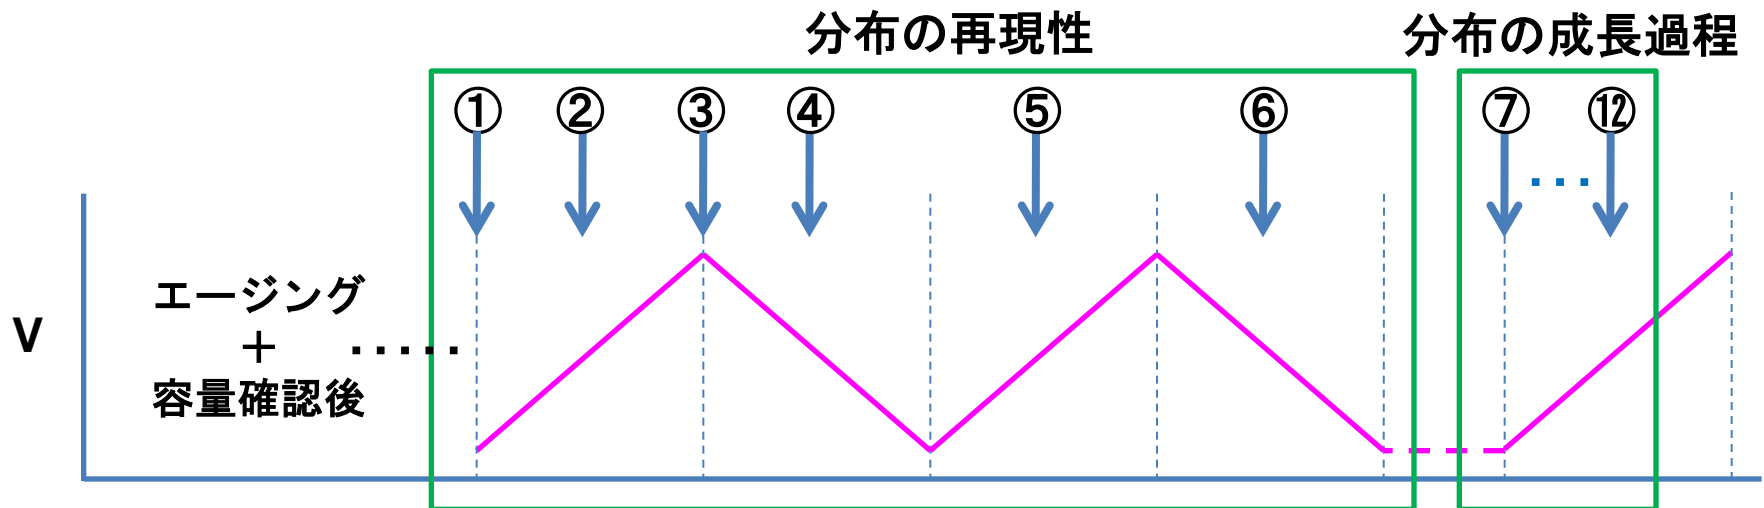 分布の再現性
分布の成長過程
① ② ③ ④ ⑤ ⑥ ⑦ ... ⑫
エージング
+
容量確認後
.....
V